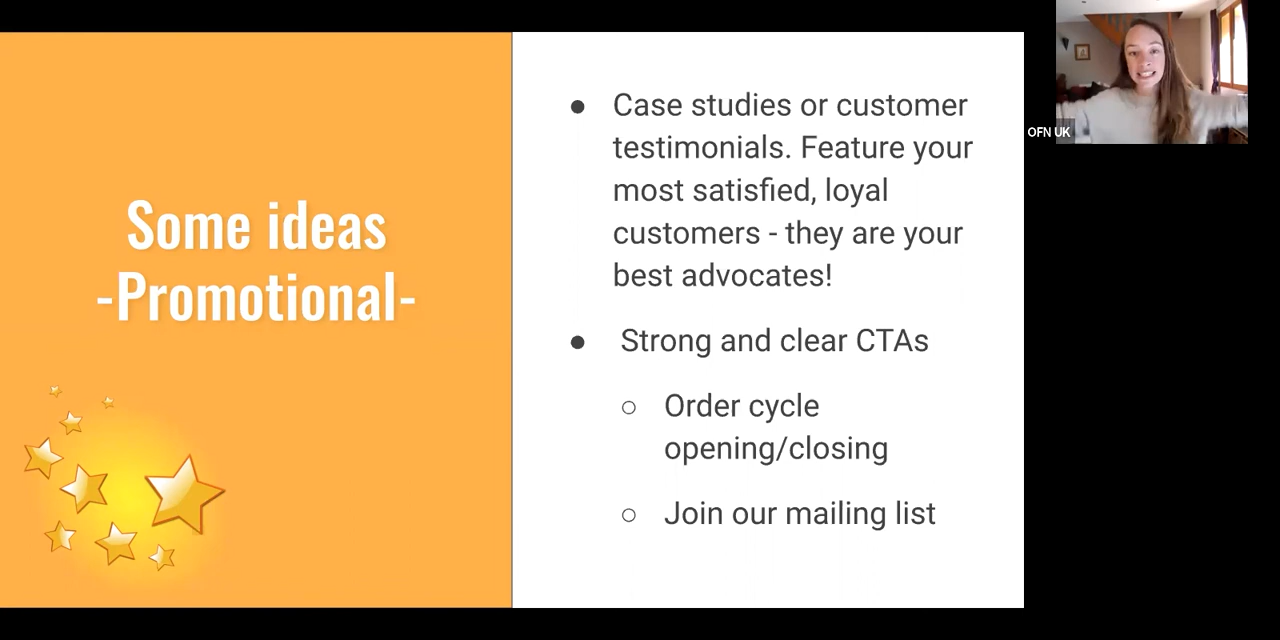 Some ideas
-Promotional-
● Case studies or customer
testimonials. Feature your
most satisfied, loyal
customers - they are your
best advocates!
● Strong and clear CTAs
○ Order cycle
opening/closing
○ Join our mailing list
OFN UK